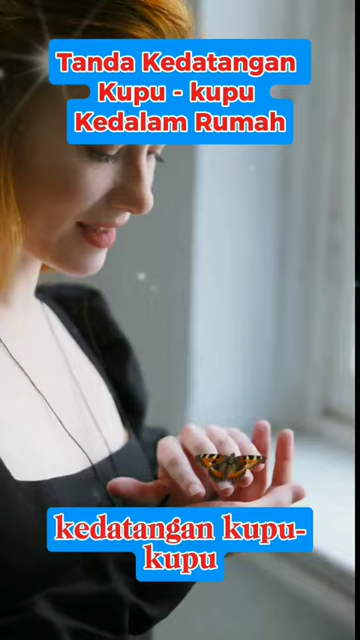 Tanda Kedatangan
Kupu - kupu
Kedalam Rumah
kedatangan kupu-
kupu